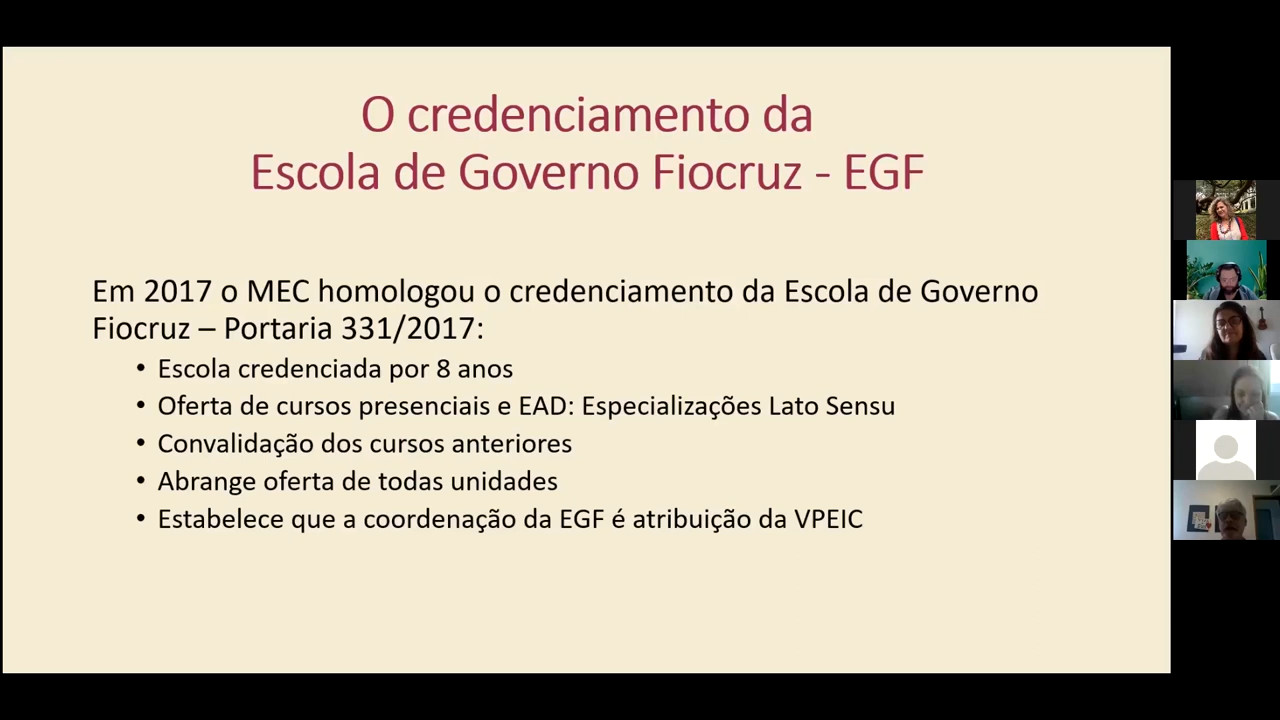 O credenciamento da
Escola de Governo Fiocruz - EGF
Em 2017 o MEC homologou o credenciamento da Escola de Governo
Fiocruz – Portaria 331/2017:
• Escola credenciada por 8 anos
• Oferta de cursos presenciais e EAD: Especializações Lato Sensu
• Convalidação dos cursos anteriores
• Abrange oferta de todas unidades
• Estabelece que a coordenação da EGF é atribuição da VPEIC